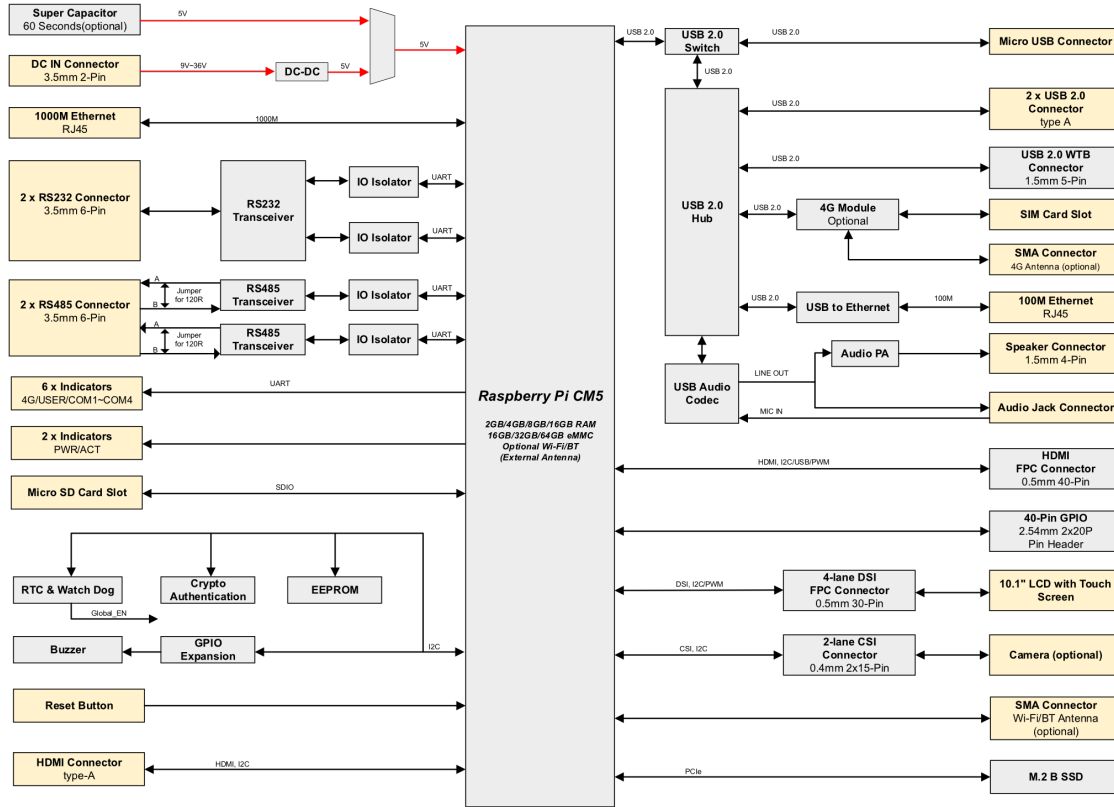 Super Capacitor
60 Seconds(optional)
5V
DC IN Connector
3.5mm 2-Pin
9V~36V
DC-DC
5V
5V
1000M Ethernet
RJ45
1000M
2 x RS232 Connector
3.5mm 6-Pin
RS232
Transceiver
IO Isolator
UART
IO Isolator
UART
2 x RS485 Connector
3.5mm 6-Pin
A
Jumper
for 120R
B
RS485
Transceiver
IO Isolator
UART
A
Jumper
for 120R
B
RS485
Transceiver
IO Isolator
UART
6 x Indicators
4G/USER/COM1~COM4
UART
2 x Indicators
PWR/ACT
Micro SD Card Slot
SDIO
RTC & Watch Dog
Crypto
Authentication
EEPROM
Global_EN
Buzzer
GPIO
Expansion
I2C
Reset Button
HDMI Connector
type-A
HDMI, I2C
Raspberry Pi CM5
2GB/4GB/8GB/16GB RAM
16GB/32GB/64GB eMMC
Optional Wi-Fi/BT
(External Antenna)
USB 2.0
USB 2.0
Switch
USB 2.0
Micro USB Connector
USB 2.0
USB 2.0
Hub
USB 2.0
2 x USB 2.0
Connector
type A
USB 2.0
USB 2.0 WTB
Connector
1.5mm 5-Pin
USB 2.0
4G Module
Optional
SIM Card Slot
SMA Connector
4G Antenna (optional)
USB 2.0
USB to Ethernet
100M
100M Ethernet
RJ45
USB Audio
Codec
LINE OUT
Audio PA
Speaker Connector
1.5mm 4-Pin
MIC IN
Audio Jack Connector
HDMI, I2C/USB/PWM
HDMI
FPC Connector
0.5mm 40-Pin
40-Pin GPIO
2.54mm 2x20P
Pin Header
DSI, I2C/PWM
4-lane DSI
FPC Connector
0.5mm 30-Pin
10.1" LCD with Touch
Screen
CSI, I2C
2-lane CSI
Connector
0.4mm 2x15-Pin
Camera (optional)
SMA Connector
Wi-Fi/BT Antenna
(optional)
PCIe
M.2 B SSD